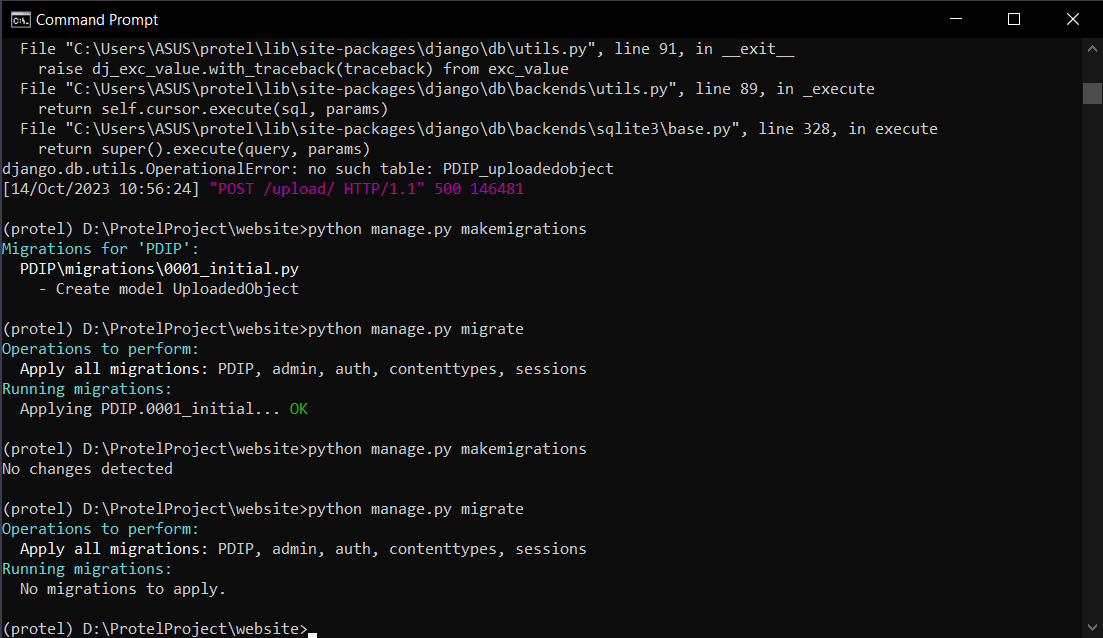 Command Prompt
File "C:\Users\ASUS\protel\lib\site-packages\django\db\utils.py", line 91, in __exit__
raise dj_exc_value.with_traceback(traceback) from exc_value
File "C:\Users\ASUS\protel\lib\site-packages\django\db\backends\utils.py", line 89, in _execute
return self.cursor.execute(sql, params)
File "C:\Users\ASUS\protel\lib\site-packages\django\db\backends\sqlite3\base.py", line 328, in execute
return super().execute(query, params)
django.db.utils.OperationalError: no such table: PDIP_uploadedobject
[14/Oct/2023 10:56:24] "POST /upload/ HTTP/1.1" 500 146481
(protel) D:\ProtelProject\website>python manage.py makemigrations
Migrations for 'PDIP':
PDIP\migrations\0001_initial.py
- Create model UploadedObject
(protel) D:\ProtelProject\website>python manage.py migrate
Operations to perform:
Apply all migrations: PDIP, admin, auth, contenttypes, sessions
Running migrations:
Applying PDIP.0001_initial... OK
(protel) D:\ProtelProject\website>python manage.py makemigrations
No changes detected
(protel) D:\ProtelProject\website>python manage.py migrate
Operations to perform:
Apply all migrations: PDIP, admin, auth, contenttypes, sessions
Running migrations:
No migrations to apply.
(protel) D:\ProtelProject\website>